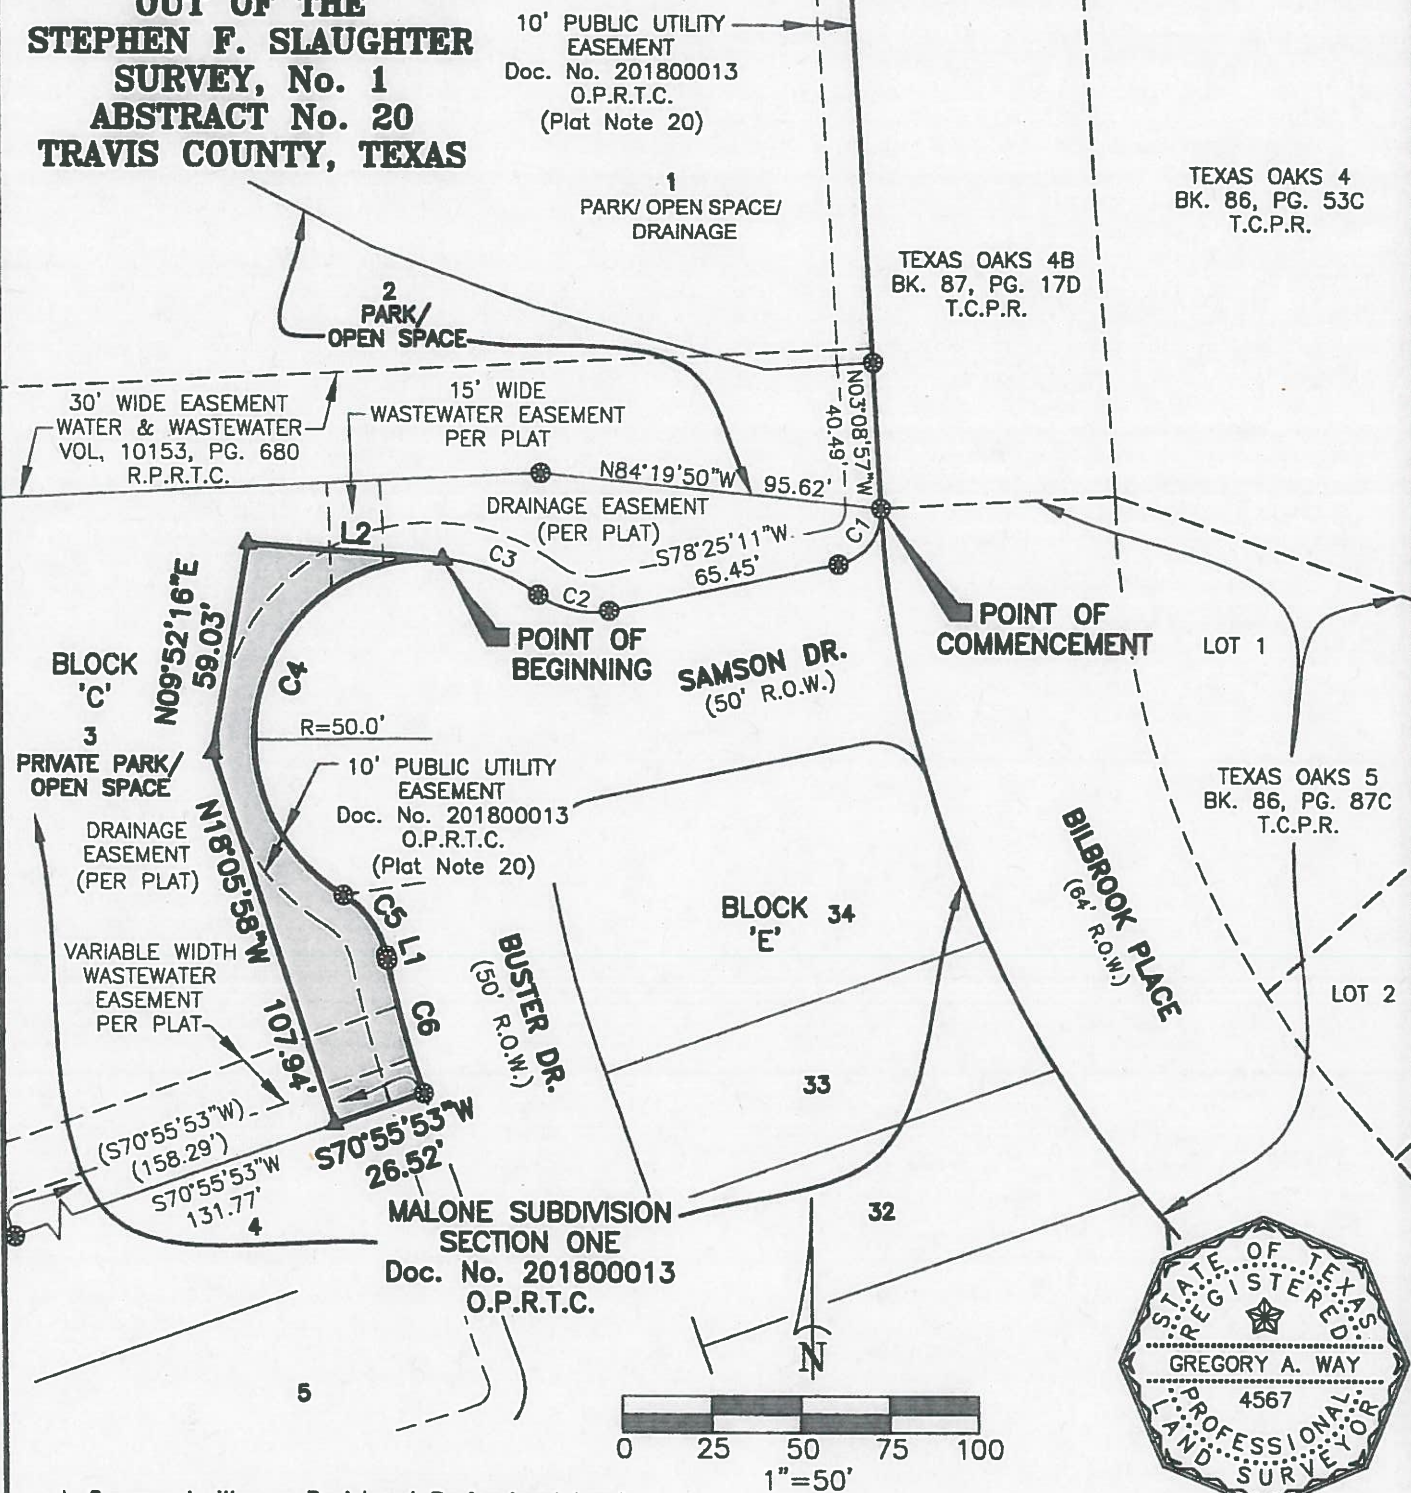 OUT OF THE
STEPHEN F. SLAUGHTER
SURVEY, No. 1
ABSTRACT No. 20
TRAVIS COUNTY, TEXAS
10' PUBLIC UTILITY
EASEMENT
Doc. No. 201800013
O.P.R.T.C.
(Plat Note 20)
1
PARK/ OPEN SPACE/
DRAINAGE
TEXAS OAKS 4
BK. 86, PG. 53C
T.C.P.R.
TEXAS OAKS 4B
BK. 87, PG. 17D
T.C.P.R.
2
PARK/
OPEN SPACE
30' WIDE EASEMENT
WATER & WASTEWATER
VOL, 10153, PG. 680
R.P.R.T.C.
15' WIDE
WASTEWATER EASEMENT
PER PLAT
N03°08'57"W
40.49'
N84°19'50"W 95.62'
DRAINAGE EASEMENT
(PER PLAT)
S78°25'11"W
65.45'
C1
L2
C3
C2
N09°52'16"E
59.03'
POINT OF
BEGINNING
POINT OF
COMMENCEMENT
LOT 1
SAMSON DR.
(50' R.O.W.)
BLOCK
'C'
C4
R=50.0'
3
PRIVATE PARK/
OPEN SPACE
10' PUBLIC UTILITY
EASEMENT
Doc. No. 201800013
O.P.R.T.C.
(Plat Note 20)
TEXAS OAKS 5
BK. 86, PG. 87C
T.C.P.R.
DRAINAGE
EASEMENT
(PER PLAT)
N18°05'58"W
107.94'
C5
L1
C6
BLOCK 34
'E'
BILBROOK PLACE
(64' R.O.W.)
BUSTER DR.
(50' R.O.W.)
VARIABLE WIDTH
WASTEWATER
EASEMENT
PER PLAT
LOT 2
33
(S70°55'53"W)
(158.29')
S70°55'53"W
131.77'
S70°55'53"W
26.52'
4
MALONE SUBDIVISION
SECTION ONE
Doc. No. 201800013
O.P.R.T.C.
32
5
N
0 25 50 75 100
1"=50'
STATE OF TEXAS
REGISTERED
GREGORY A. WAY
4567
PROFESSIONAL
LAND SURVEYOR